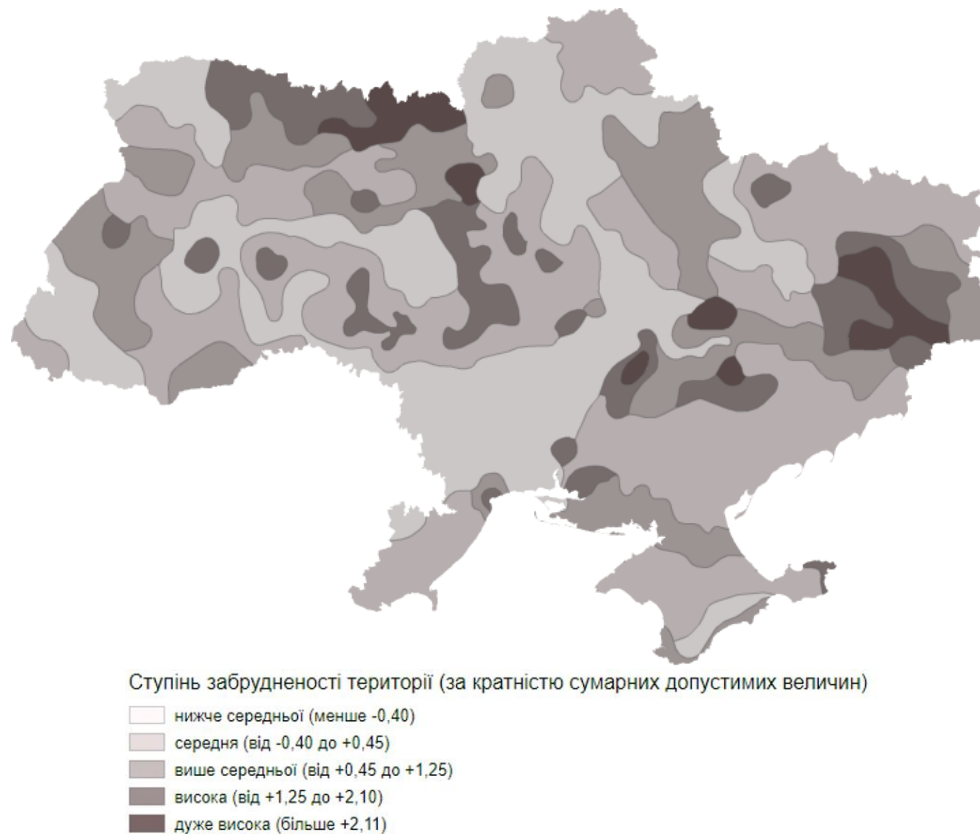 Ступінь забрудненості території (за кратністю сумарних допустимих величин)
нижче середньої (менше -0,40)
середня (від -0,40 до +0,45)
вище середньої (від +0,45 до +1,25)
висока (від +1,25 до +2,10)
дуже висока (більше +2,11)